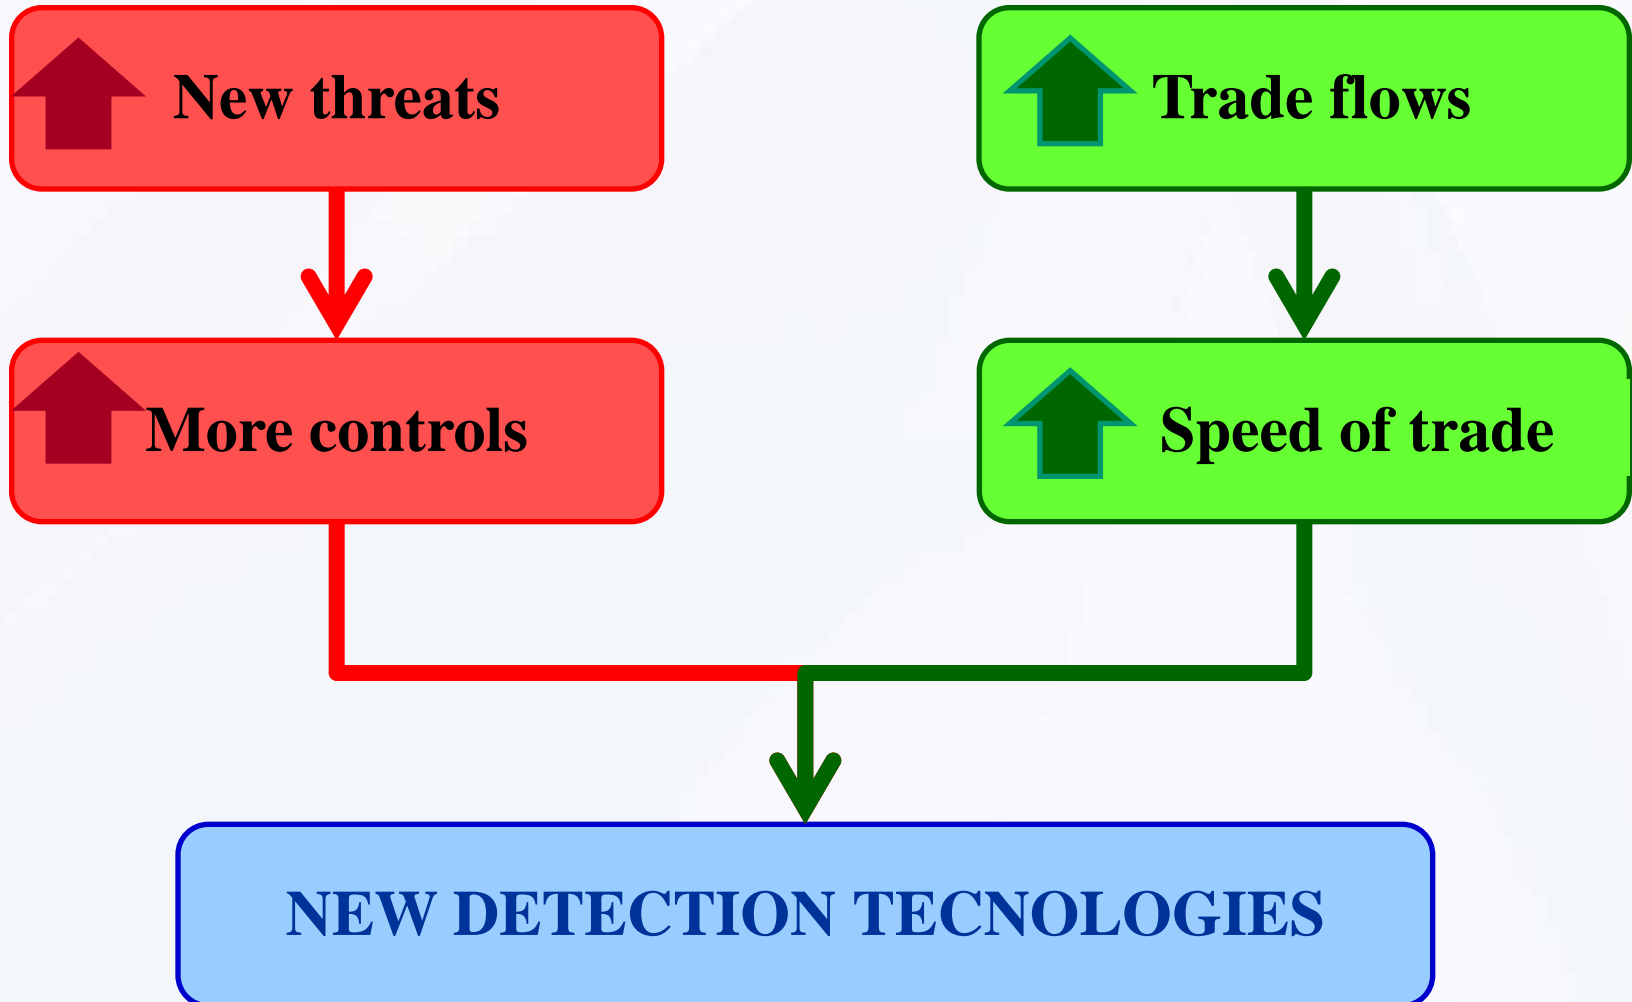 New threats
Trade flows
More controls
Speed of trade
NEW DETECTION TECNOLOGIES